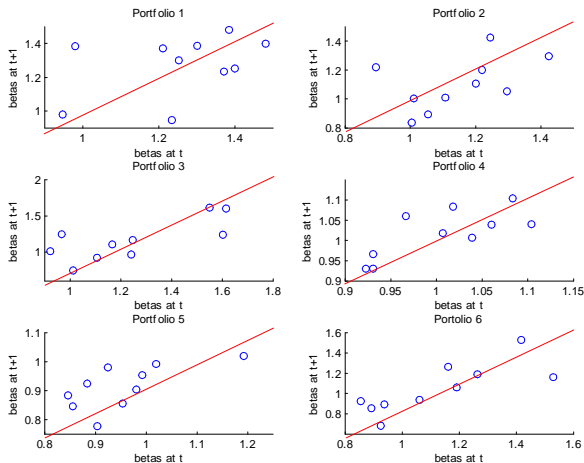 Portfolio 1
Portfolio 2
betas at t+1
1.4
1.2
1
1 1.2 1.4
betas at t
betas at t+1
1.4
1.2
1
0.8
0.8 1 1.2 1.4
betas at t
Portfolio 3
Portfolio 4
betas at t+1
2
1.5
1
1 1.2 1.4 1.6 1.8
betas at t
betas at t+1
1.1
1.05
1
0.95
0.9
0.9 0.95 1 1.05 1.1 1.15
betas at t
Portfolio 5
Portolio 6
betas at t+1
1.1
1
0.9
0.8
0.8 0.9 1 1.1 1.2
betas at t
betas at t+1
1.6
1.4
1.2
1
0.8
0.6
0.8 1 1.2 1.4 1.6
betas at t